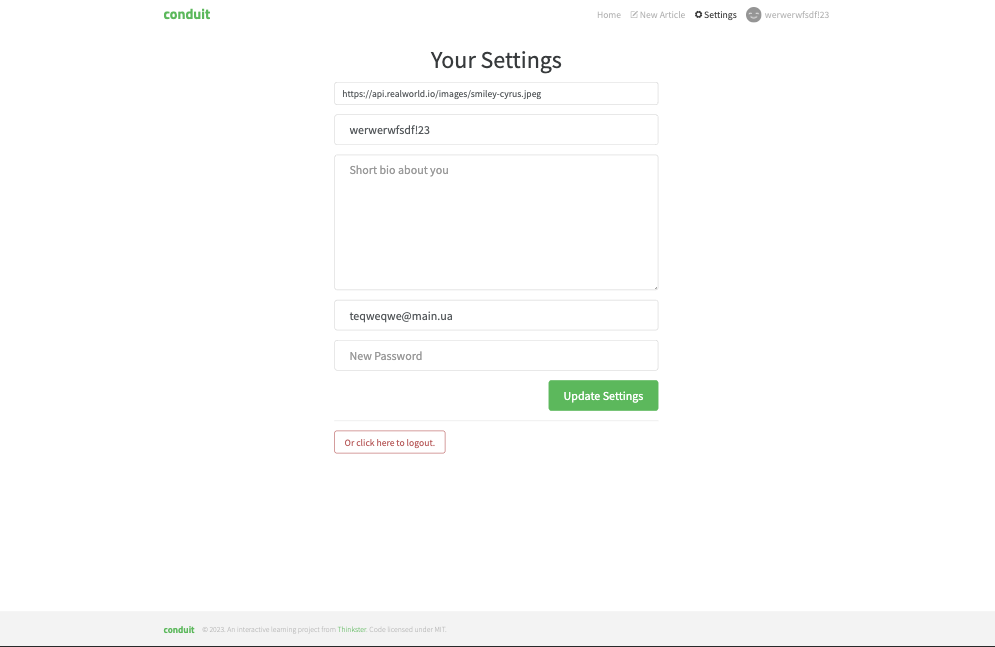 conduit
Home New Article Settings werwerwfsdf!23
Your Settings
https://api.realworld.io/images/smiley-cyrus.jpeg
werwerwfsdf!23
Short bio about you
teqweqwe@main.ua
New Password
Update Settings
Or click here to logout.
conduit © 2023. An interactive learning project from Thinkster. Code licensed under MIT.